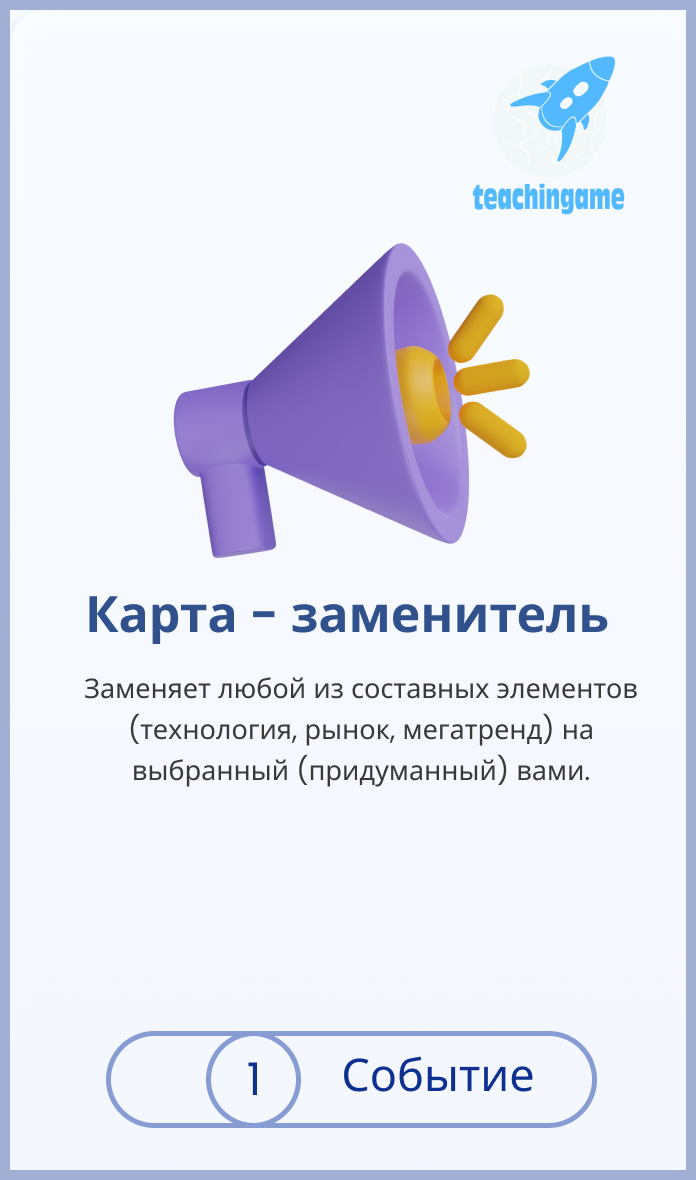 teachingame
Карта – заменитель
Заменяет любой из составных элементов
(технология, рынок, мегатренд) на
выбранный (придуманный) вами.
1 Событие